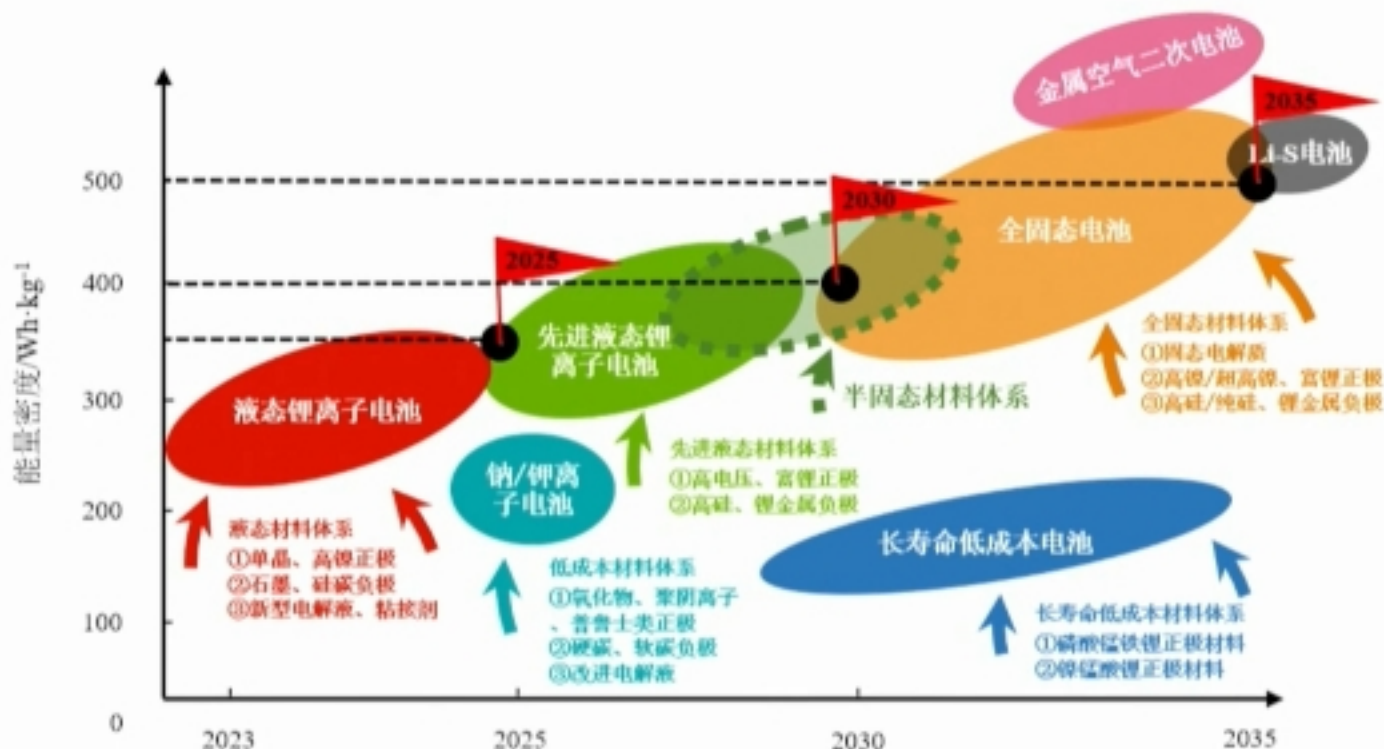 金属空气二次电池
2035
Li-S电池
500
2030
全固态电池
2025
400
能量密度/Wh·kg⁻¹
先进液态锂
离子电池
全固态材料体系
①固态电解质
②高镍/超高镍、富锂正极
③高硅/纯硅、锂金属负极
半固态材料体系
300
液态锂离子电池
先进液态材料体系
①高电压、富锂正极
②高硅、锂金属负极
钠/钾离
子电池
200
液态材料体系
①单晶、高镍正极
②石墨、硅碳负极
③新型电解液、粘接剂
长寿命低成本电池
低成本材料体系
①氧化物、聚阴离子
、普鲁士类正极
②硬碳、软碳负极
③改进电解液
100
长寿命低成本材料体系
①磷酸锰铁锂正极材料
②镍锰酸锂正极材料
0
2023
2025
2030
2035